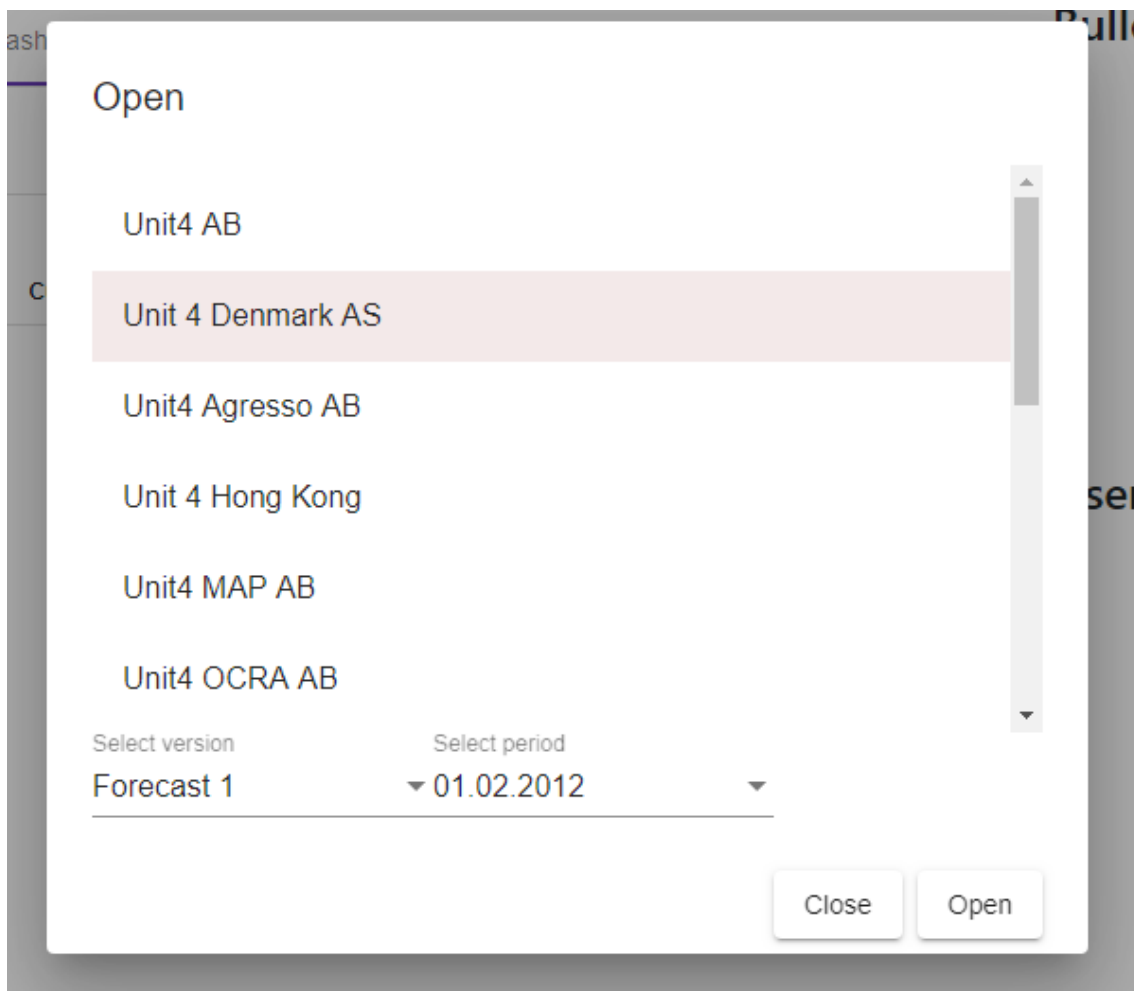 Open
Unit4 AB
Unit 4 Denmark AS
Unit4 Agresso AB
Unit 4 Hong Kong
Unit4 MAP AB
Unit4 OCRA AB
Select version Select period
Forecast 1 01.02.2012
Close Open